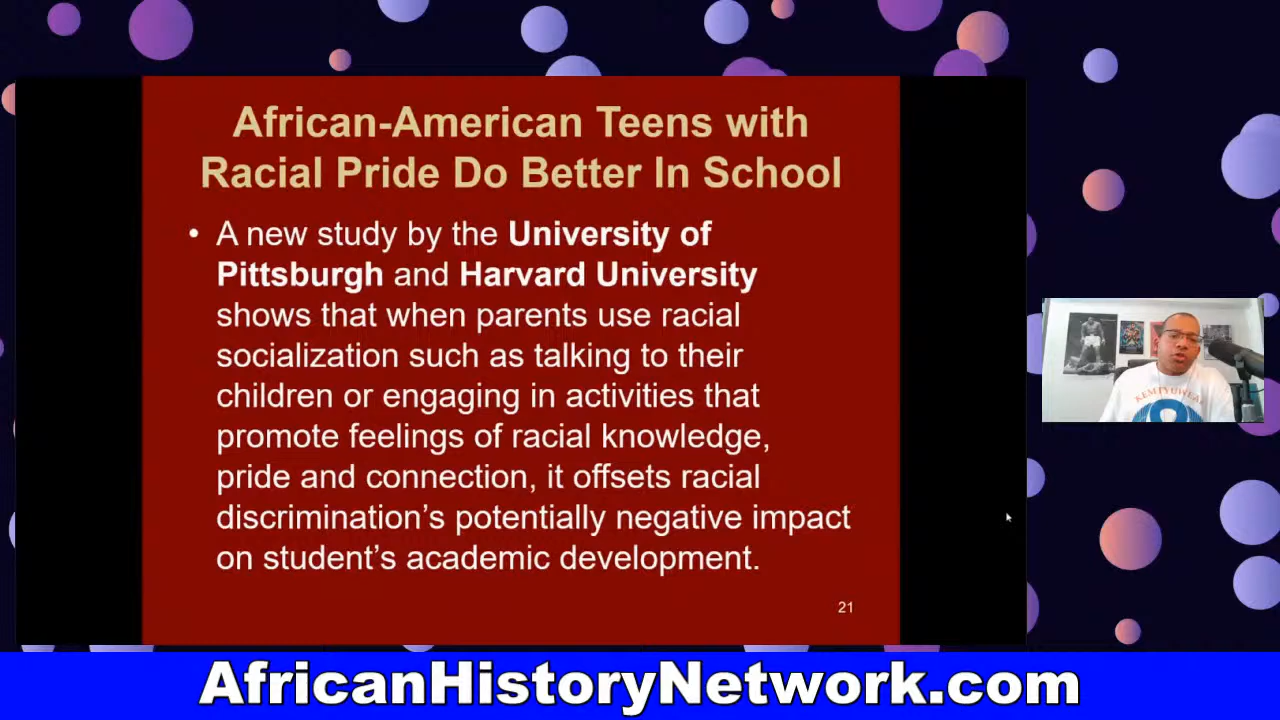 African-American Teens with
Racial Pride Do Better In School
• A new study by the University of
Pittsburgh and Harvard University
shows that when parents use racial
socialization such as talking to their
children or engaging in activities that
promote feelings of racial knowledge,
pride and connection, it offsets racial
discrimination’s potentially negative impact
on student’s academic development.
21
KEMTYUWEAR
AfricanHistoryNetwork.com